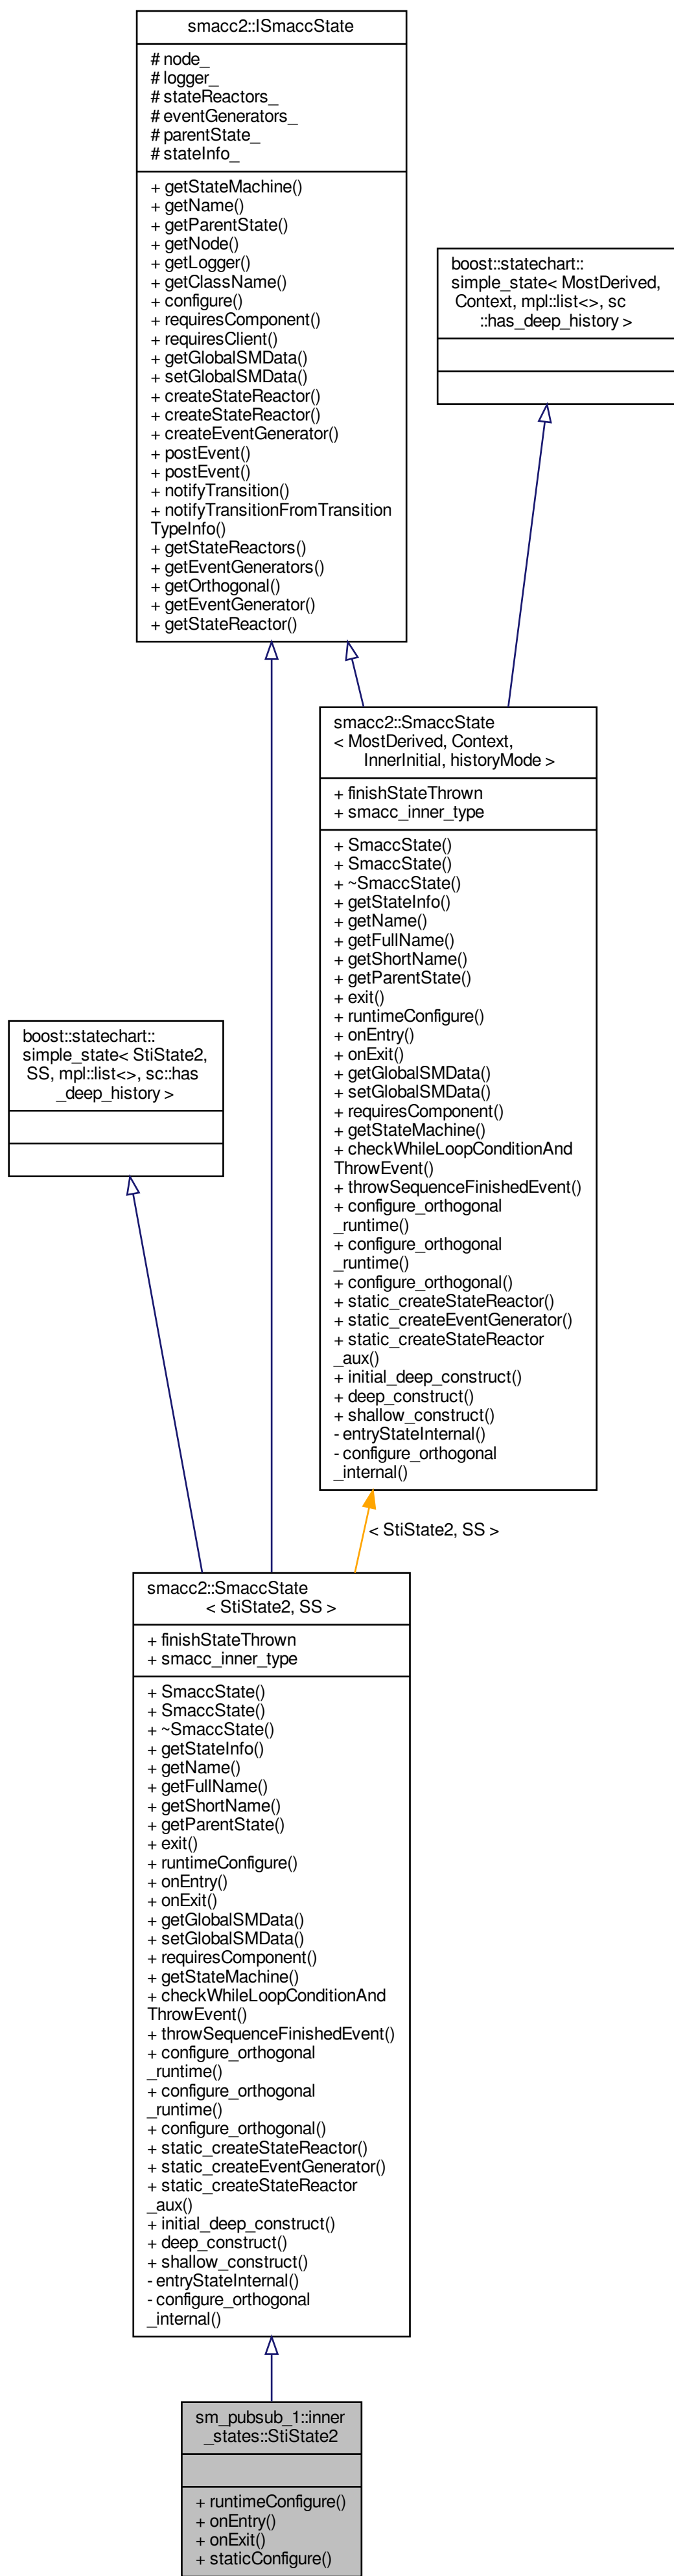 smacc2::ISmaccState
# node_
# logger_
# stateReactors_
# eventGenerators_
# parentState_
# stateInfo_
+ getStateMachine()
+ getName()
+ getParentState()
+ getNode()
+ getLogger()
+ getClassName()
+ configure()
+ requiresComponent()
+ requiresClient()
+ getGlobalSMData()
+ setGlobalSMData()
+ createStateReactor()
+ createStateReactor()
+ createEventGenerator()
+ postEvent()
+ postEvent()
+ notifyTransition()
+ notifyTransitionFromTransition
TypeInfo()
+ getStateReactors()
+ getEventGenerators()
+ getOrthogonal()
+ getEventGenerator()
+ getStateReactor()
boost::statechart::
simple_state< MostDerived,
Context, mpl::list<>, sc
::has_deep_history >
smacc2::SmaccState
< MostDerived, Context,
InnerInitial, historyMode >
+ finishStateThrown
+ smacc_inner_type
+ SmaccState()
+ SmaccState()
+ ~SmaccState()
+ getStateInfo()
+ getName()
+ getFullName()
+ getShortName()
+ getParentState()
+ exit()
+ runtimeConfigure()
+ onEntry()
+ onExit()
+ getGlobalSMData()
+ setGlobalSMData()
+ requiresComponent()
+ getStateMachine()
+ checkWhileLoopConditionAnd
ThrowEvent()
+ throwSequenceFinishedEvent()
+ configure_orthogonal
_runtime()
+ configure_orthogonal
_runtime()
+ configure_orthogonal()
+ static_createStateReactor()
+ static_createEventGenerator()
+ static_createStateReactor
_aux()
+ initial_deep_construct()
+ deep_construct()
+ shallow_construct()
- entryStateInternal()
- configure_orthogonal
_internal()
boost::statechart::
simple_state< StiState2,
SS, mpl::list<>, sc::has
_deep_history >
< StiState2, SS >
smacc2::SmaccState
< StiState2, SS >
+ finishStateThrown
+ smacc_inner_type
+ SmaccState()
+ SmaccState()
+ ~SmaccState()
+ getStateInfo()
+ getName()
+ getFullName()
+ getShortName()
+ getParentState()
+ exit()
+ runtimeConfigure()
+ onEntry()
+ onExit()
+ getGlobalSMData()
+ setGlobalSMData()
+ requiresComponent()
+ getStateMachine()
+ checkWhileLoopConditionAnd
ThrowEvent()
+ throwSequenceFinishedEvent()
+ configure_orthogonal
_runtime()
+ configure_orthogonal
_runtime()
+ configure_orthogonal()
+ static_createStateReactor()
+ static_createEventGenerator()
+ static_createStateReactor
_aux()
+ initial_deep_construct()
+ deep_construct()
+ shallow_construct()
- entryStateInternal()
- configure_orthogonal
_internal()
sm_pubsub_1::inner
_states::StiState2
+ runtimeConfigure()
+ onEntry()
+ onExit()
+ staticConfigure()